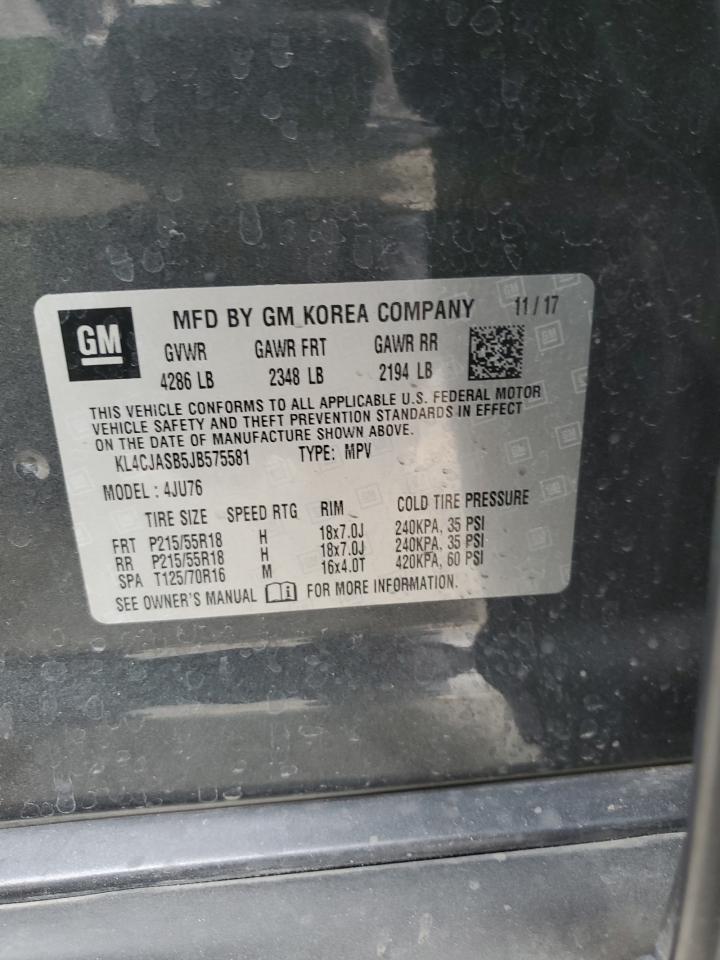 GM MFD BY GM KOREA COMPANY 11 / 17
GVWR GAWR FRT GAWR RR
4286 LB 2348 LB 2194 LB
THIS VEHICLE CONFORMS TO ALL APPLICABLE U.S. FEDERAL MOTOR
VEHICLE SAFETY AND THEFT PREVENTION STANDARDS IN EFFECT
ON THE DATE OF MANUFACTURE SHOWN ABOVE.
KL4CJASB5JB575581 TYPE: MPV
MODEL : 4JU76
TIRE SIZE SPEED RTG RIM COLD TIRE PRESSURE
FRT P215/55R18 H 18x7.0J 240KPA, 35 PSI
RR P215/55R18 H 18x7.0J 240KPA, 35 PSI
SPA T125/70R16 M 16x4.0T 420KPA, 60 PSI
SEE OWNER'S MANUAL FOR MORE INFORMATION.